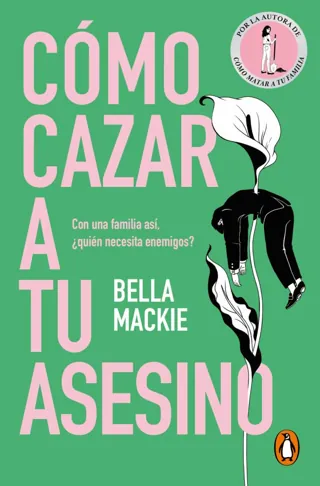 POR LA AUTORA DE
CÓMO MATAR A TU FAMILIA
CÓMO
CAZAR
A
TU
ASESINO
Con una familia así,
¿quién necesita enemigos?
BELLA
MACKIE